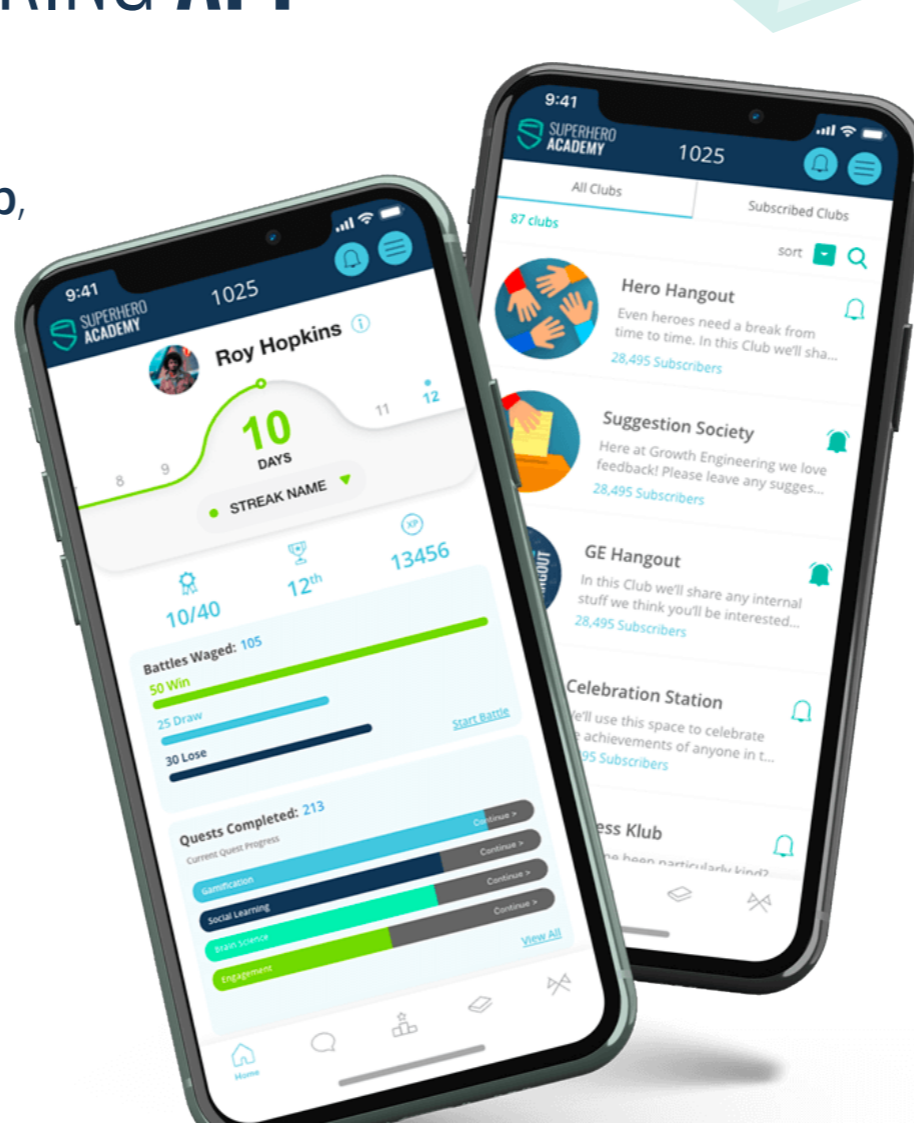 9:41
SUPERHERO
ACADEMY
1025
Roy Hopkins
8
9
10
DAYS
11
12
STREAK NAME
10/40
12th
XP
13456
Battles Waged: 105
50 Win
25 Draw
30 Lose
Start Battle
Quests Completed: 213
Current Quest Progress
Gamification
Continue >
Social Learning
Continue >
Brain Science
Continue >
Engagement
Continue >
View All
Home
9:41
SUPERHERO
ACADEMY
1025
All Clubs
Subscribed Clubs
87 clubs
sort
Hero Hangout
Even heroes need a break from
time to time. In this Club we'll sha...
28,495 Subscribers
Suggestion Society
Here at Growth Engineering we love
feedback! Please leave any sugges...
28,495 Subscribers
GE Hangout
In this Club we'll share any internal
stuff we think you'll be interested...
28,495 Subscribers
Celebration Station
We'll use this space to celebrate
achievements of anyone in t...
95 Subscribers
Klub
been particularly kind?